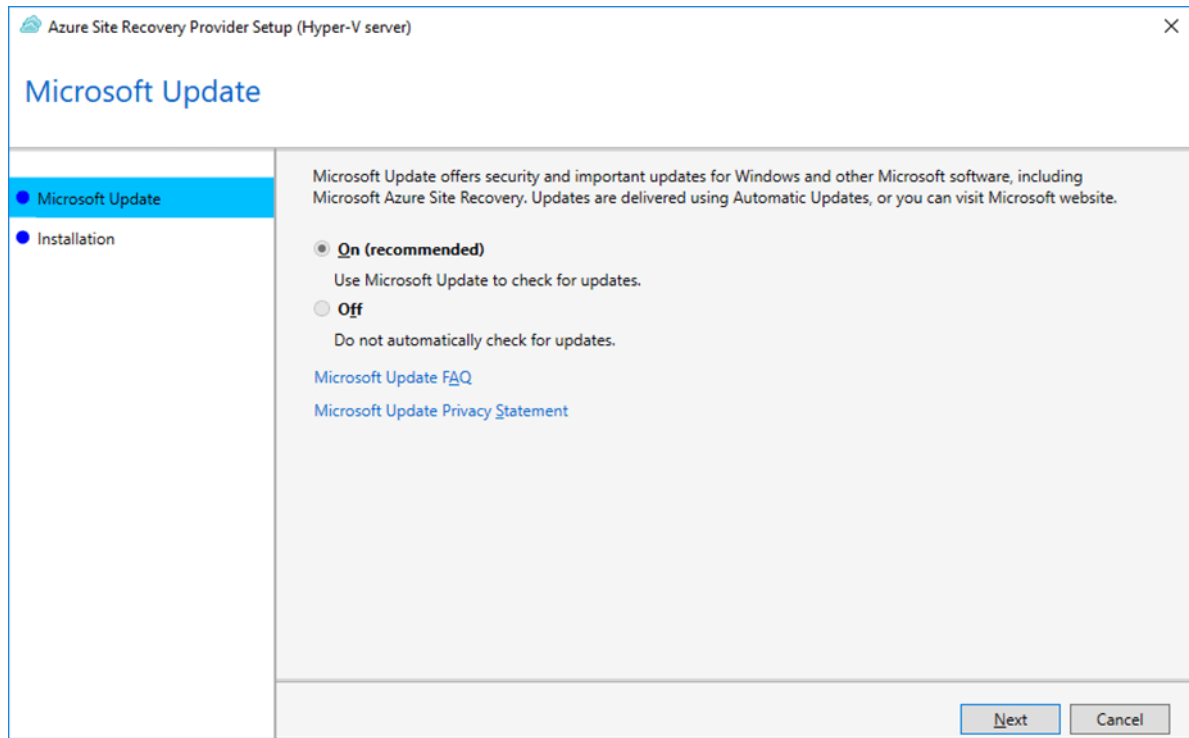 Azure Site Recovery Provider Setup (Hyper-V server)
Microsoft Update
Microsoft Update
Installation
Microsoft Update offers security and important updates for Windows and other Microsoft software, including
Microsoft Azure Site Recovery. Updates are delivered using Automatic Updates, or you can visit Microsoft website.
On (recommended)
Use Microsoft Update to check for updates.
Off
Do not automatically check for updates.
Microsoft Update FAQ
Microsoft Update Privacy Statement
Next
Cancel